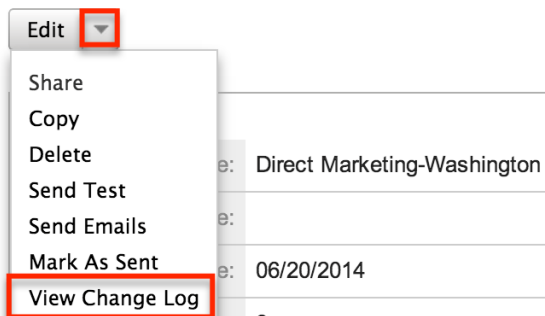 Edit
Share
Copy
Delete
Send Test
Send Emails
Mark As Sent
View Change Log
e: Direct Marketing-Washington
e:
e: 06/20/2014